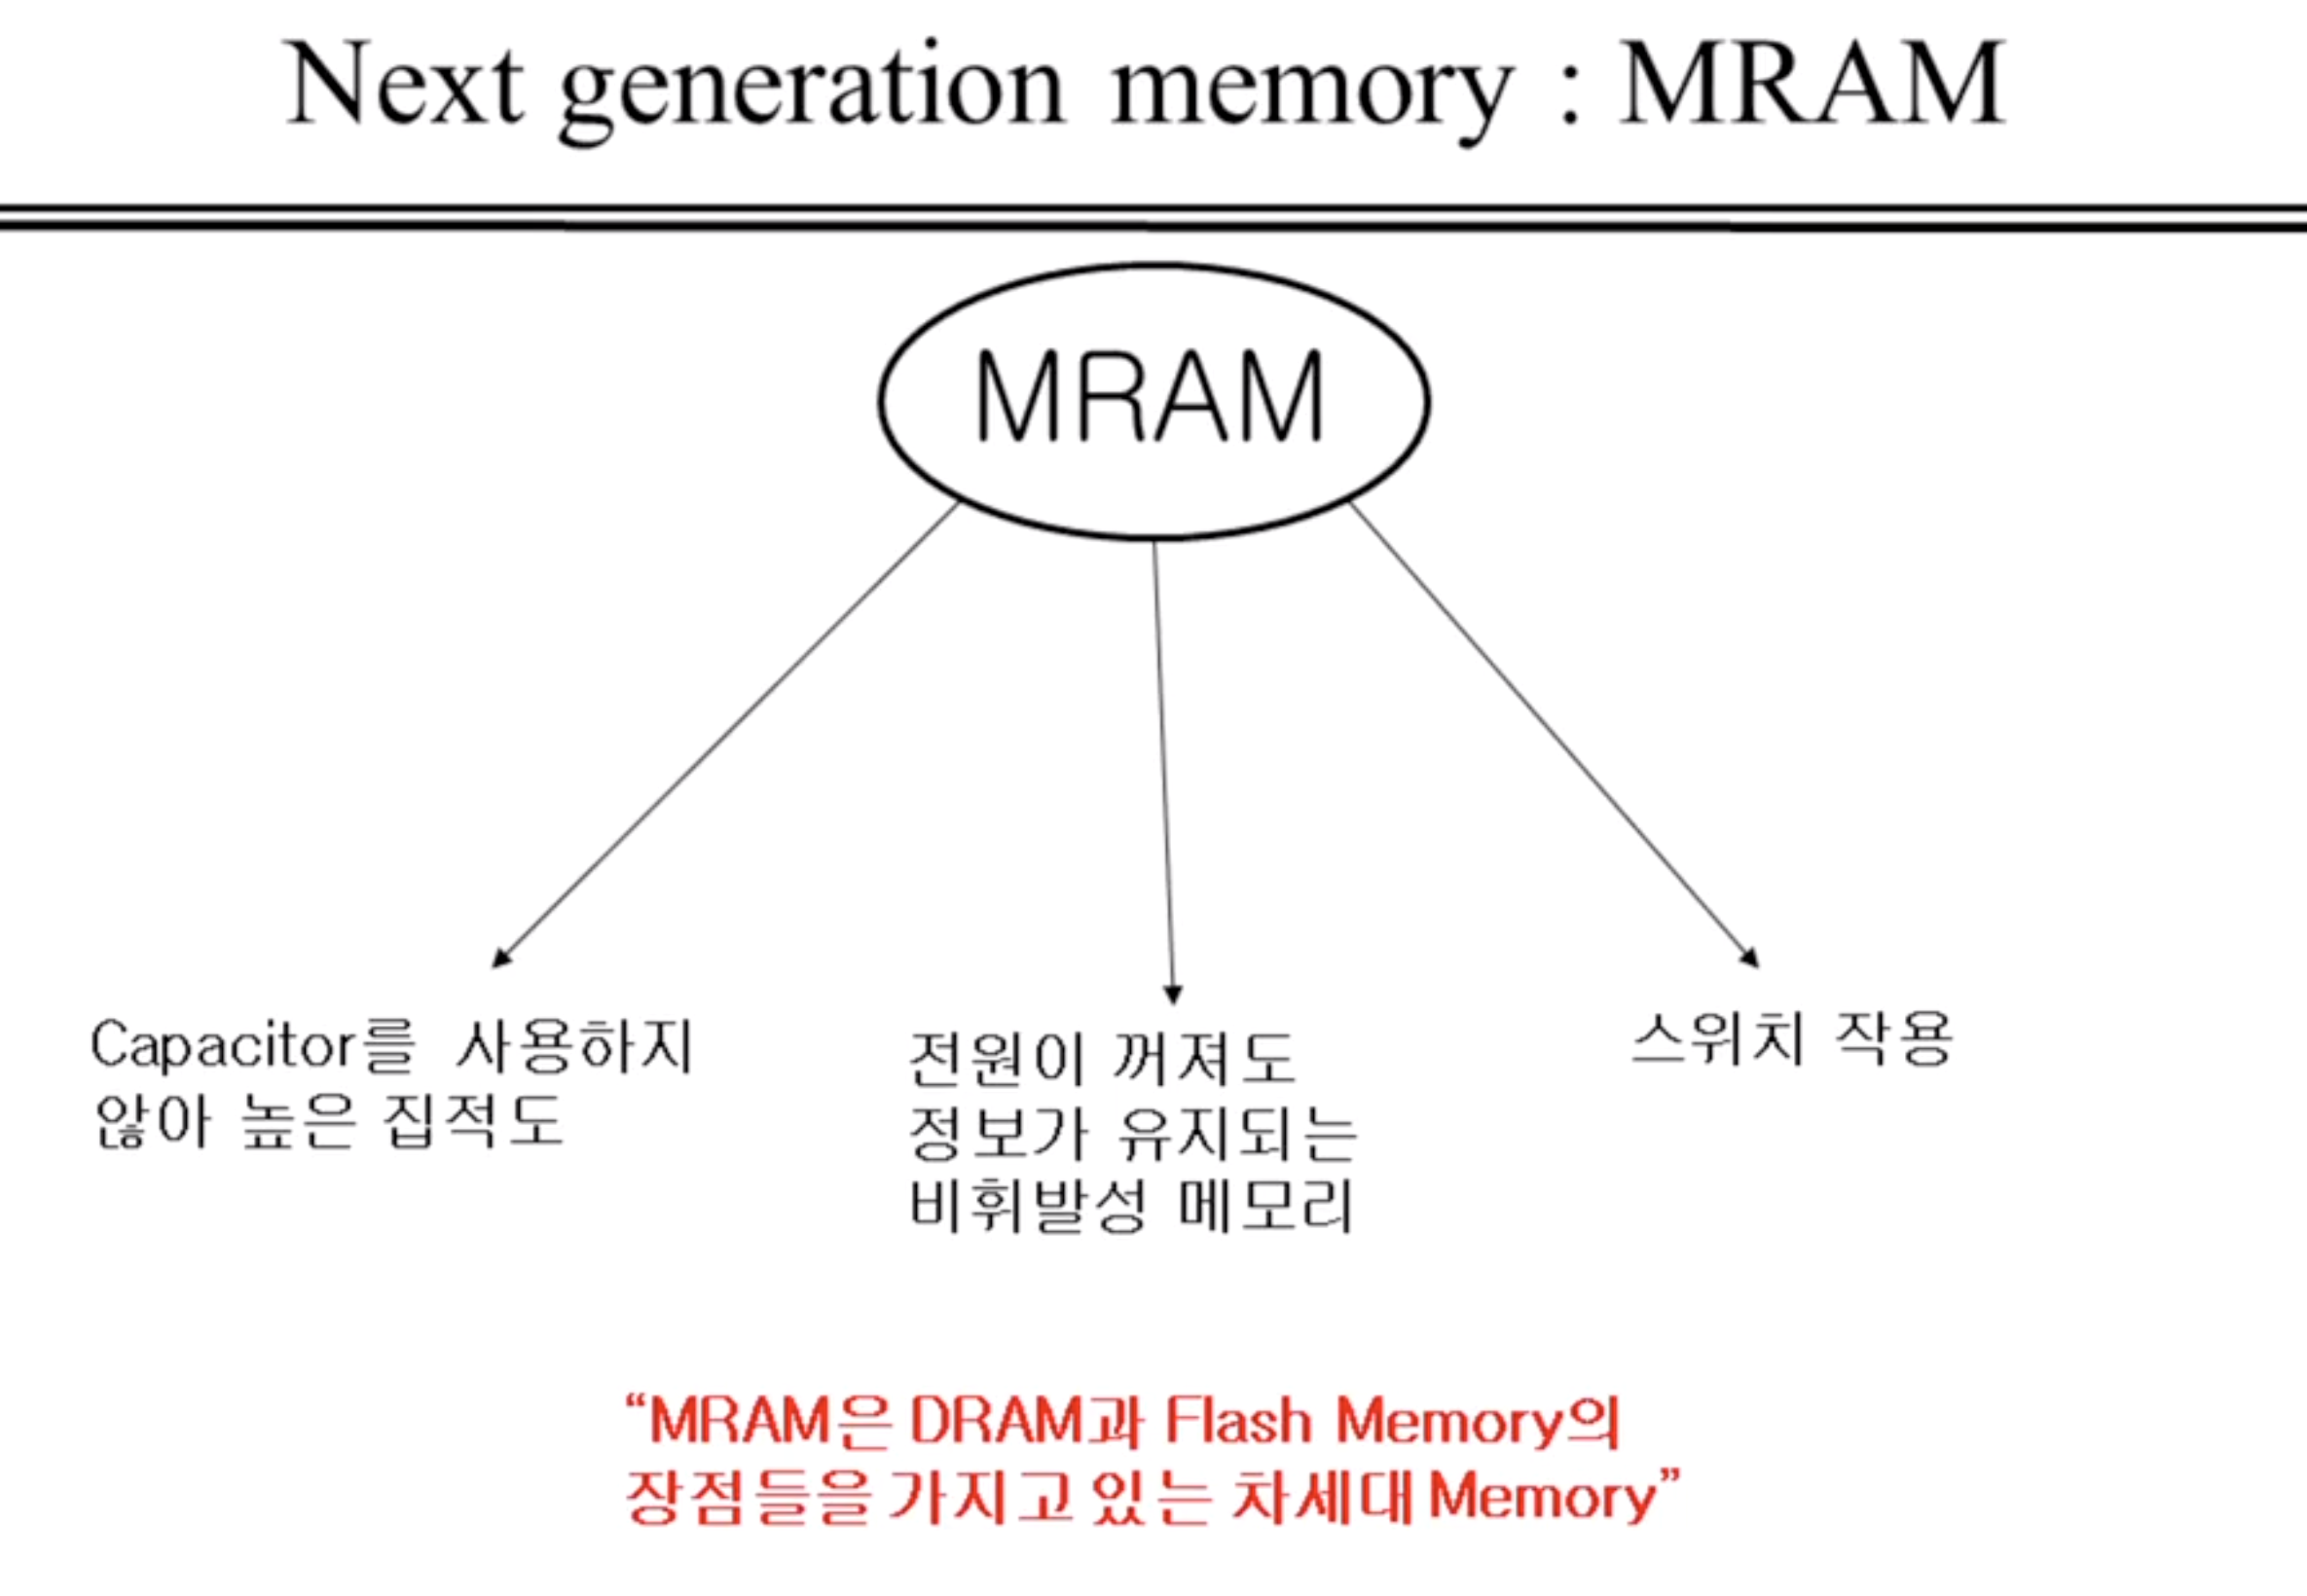 Next generation memory : MRAM
MRAM
Capacitor를 사용하지
않아 높은 집적도
전원이 꺼져도
정보가 유지되는
비휘발성 메모리
스위치 작용
“MRAM은 DRAM과 Flash Memory의
장점들을 가지고 있는 차세대 Memory”